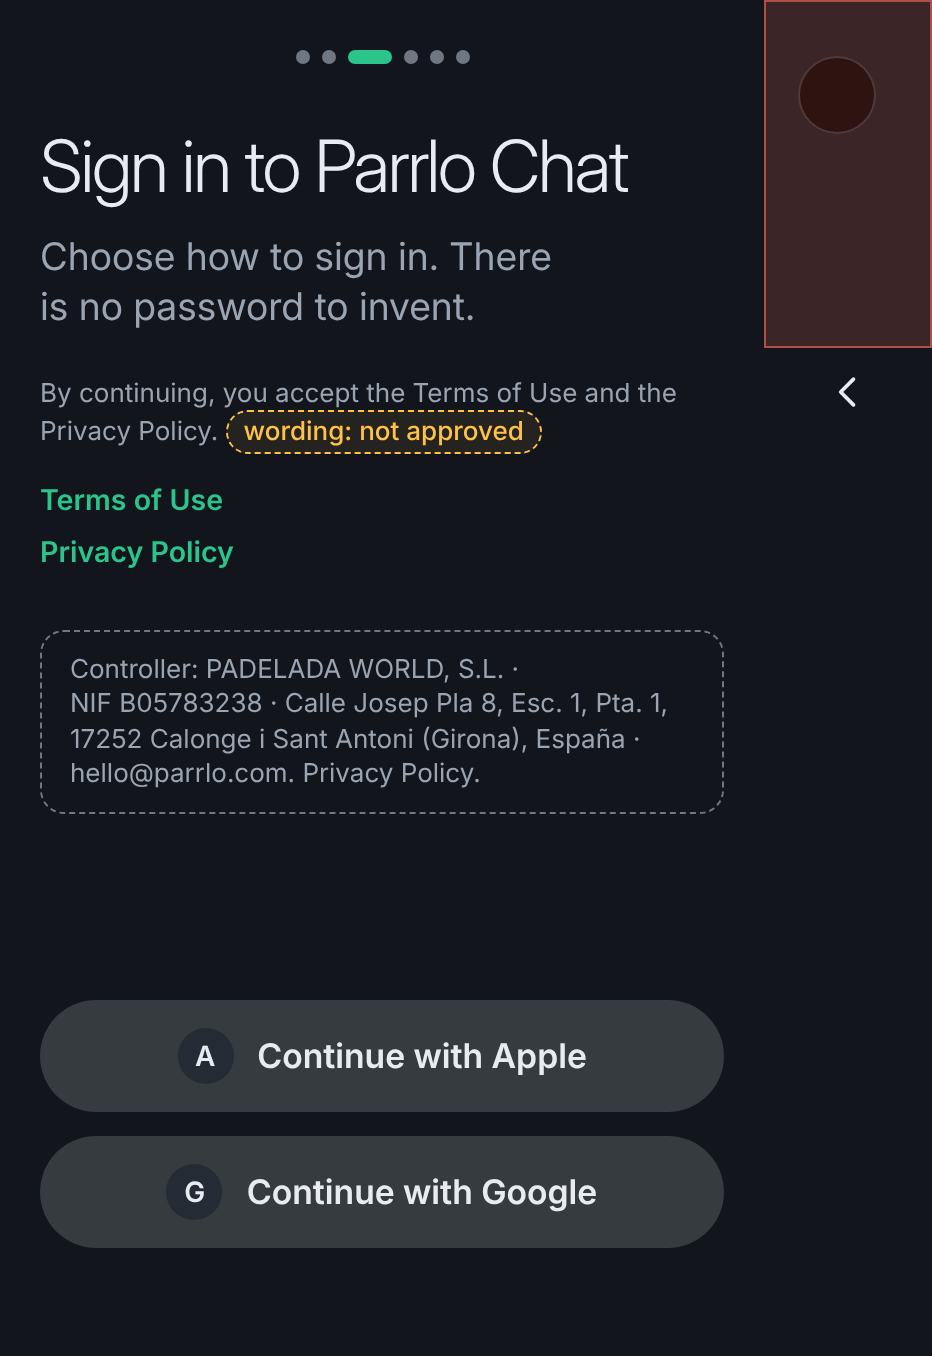 Sign in to Parrlo Chat
Choose how to sign in. There
is no password to invent.
By continuing, you accept the Terms of Use and the
Privacy Policy. wording: not approved
Terms of Use
Privacy Policy
Controller: PADELADA WORLD, S.L. ·
NIF B05783238 · Calle Josep Pla 8, Esc. 1, Pta. 1,
17252 Calonge i Sant Antoni (Girona), España ·
hello@parrlo.com. Privacy Policy.
A Continue with Apple
G Continue with Google